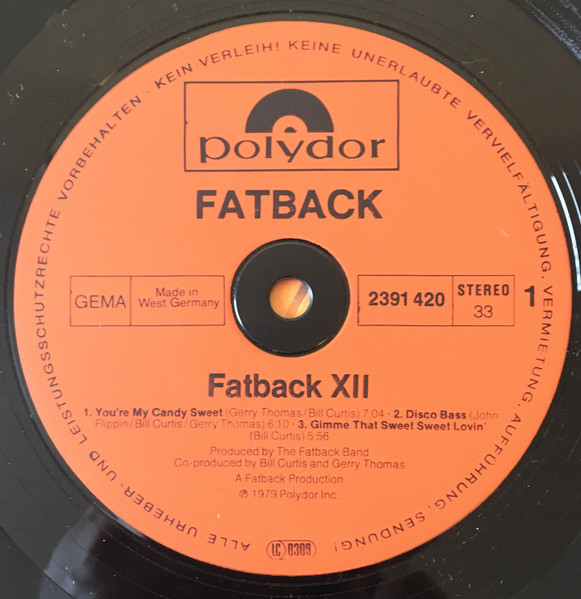 ALLE URHEBER- UND LEISTUNGSSCHUTZRECHTE VORBEHALTEN · KEIN VERLEIH! KEINE UNERLAUBTE VERVIELFÄLTIGUNG, VERMIETUNG, AUFFÜHRUNG, SENDUNG!
polydor
FATBACK
GEMA
Made in
West Germany
2391 420
STEREO
33
1
Fatback XII
1. You're My Candy Sweet (Gerry Thomas/Bill Curtis) 7:04 · 2. Disco Bass (John
Flippin/Bill Curtis/Gerry Thomas) 6:10 · 3. Gimme That Sweet Sweet Lovin'
(Bill Curtis) 5:56
Produced by The Fatback Band
Co-produced by Bill Curtis and Gerry Thomas
A Fatback Production
℗ 1979 Polydor Inc.
LC 0309